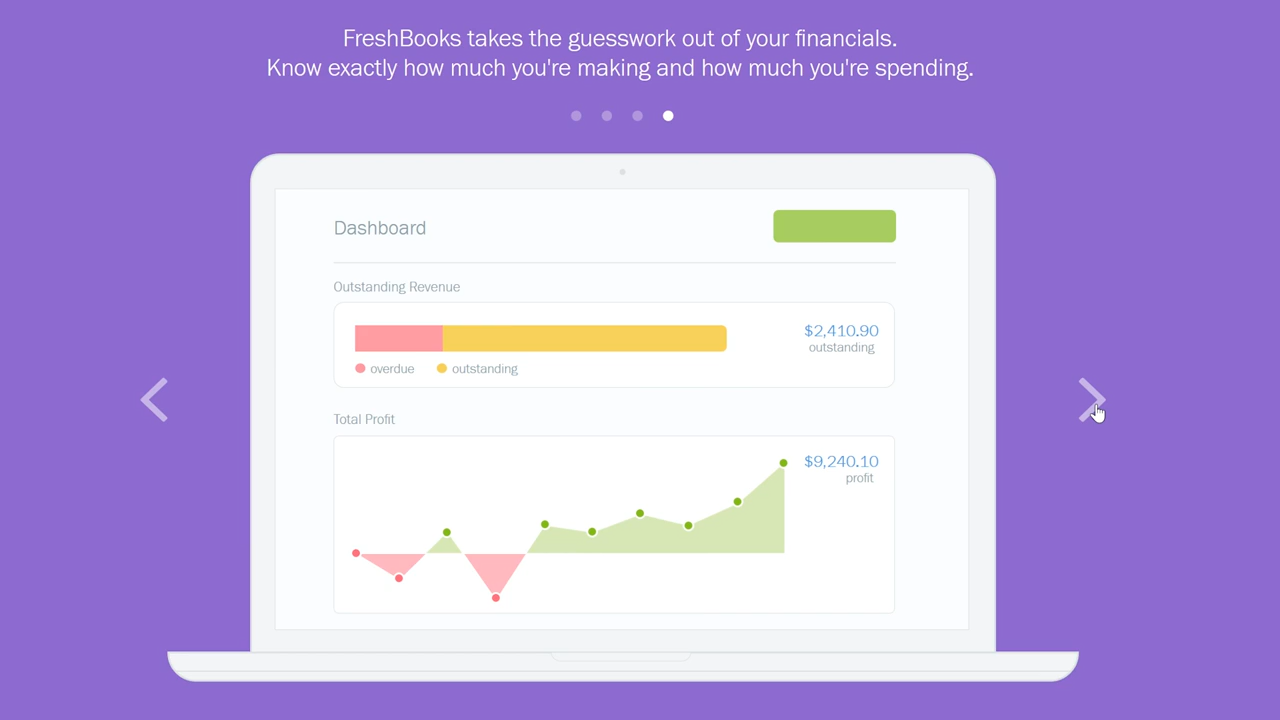 FreshBooks takes the guesswork out of your financials.
Know exactly how much you're making and how much you're spending.
Dashboard
Outstanding Revenue
$2,410.90
outstanding
overdue
outstanding
Total Profit
$9,240.10
profit